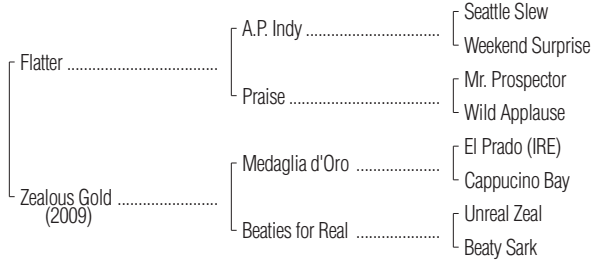 Seattle Slew
A.P. Indy ................................
Weekend Surprise
Flatter ....................................
Mr. Prospector
Praise ....................................
Wild Applause
El Prado (IRE)
Medaglia d'Oro ....................
Cappucino Bay
Zealous Gold ........................
(2009)
Unreal Zeal
Beaties for Real ....................
Beaty Sark